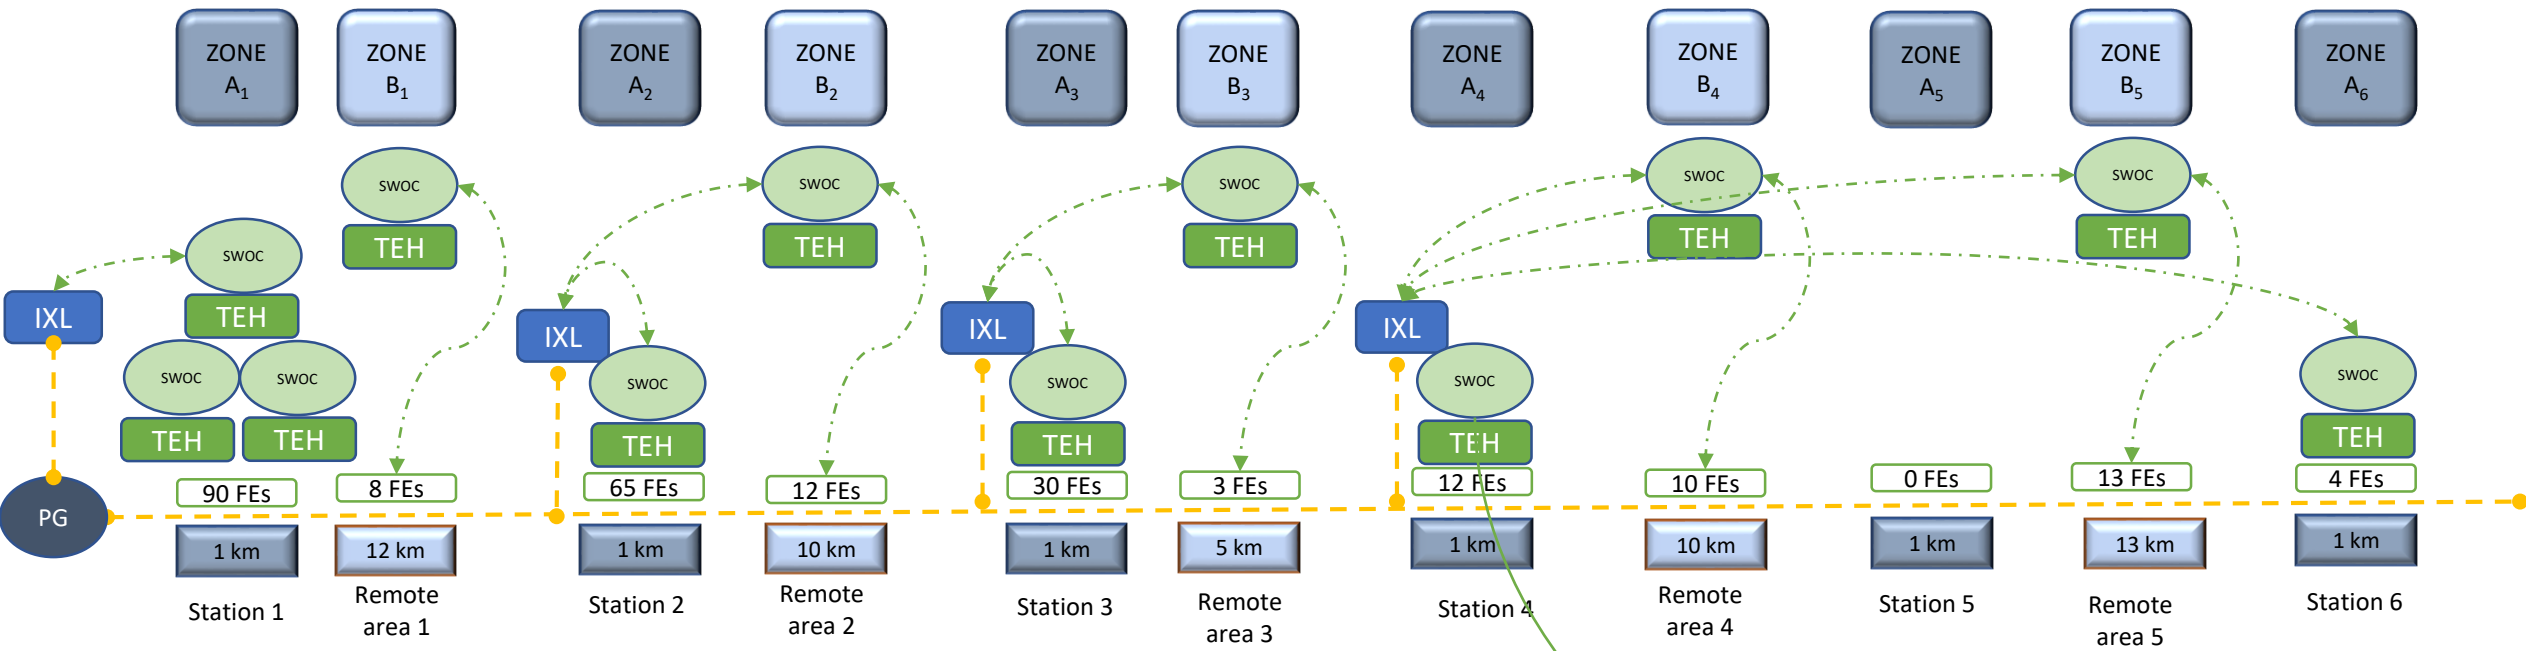 ZONE
A1
ZONE
B1
ZONE
A2
ZONE
B2
ZONE
A3
ZONE
B3
ZONE
A4
ZONE
B4
ZONE
A5
ZONE
B5
ZONE
A6
SWOC
TEH
SWOC
TEH
SWOC
TEH
SWOC
TEH
SWOC
TEH
SWOC
TEH
IXL
IXL
IXL
IXL
SWOC
TEH
SWOC
TEH
SWOC
TEH
SWOC
TEH
SWOC
TEH
SWOC
TEH
PG
90 FEs
8 FEs
65 FEs
12 FEs
30 FEs
3 FEs
12 FEs
10 FEs
0 FEs
13 FEs
4 FEs
1 km
12 km
1 km
10 km
1 km
5 km
1 km
10 km
1 km
13 km
1 km
Station 1
Remote
area 1
Station 2
Remote
area 2
Station 3
Remote
area 3
Station 4
Remote
area 4
Station 5
Remote
area 5
Station 6